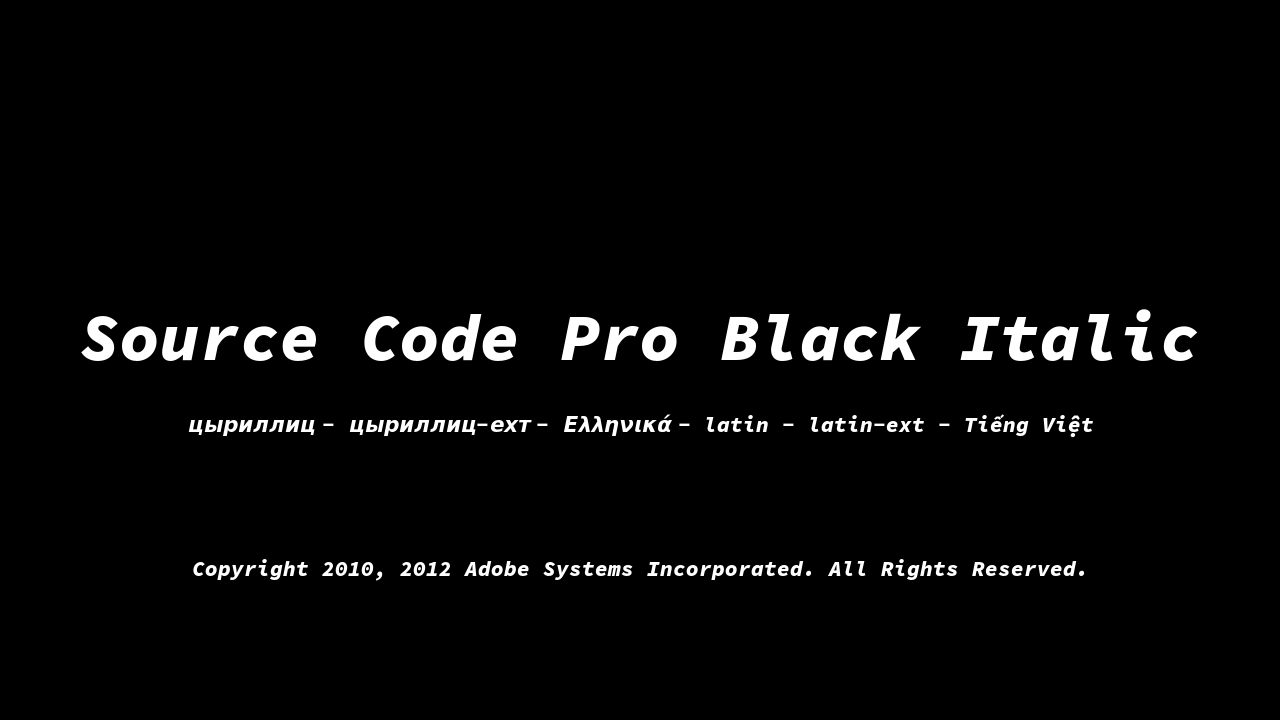 Source Code Pro Black Italic
цыриллиц - цыриллиц-ехт - Ελληνικά - latin - latin-ext - Tiếng Việt
Copyright 2010, 2012 Adobe Systems Incorporated. All Rights Reserved.